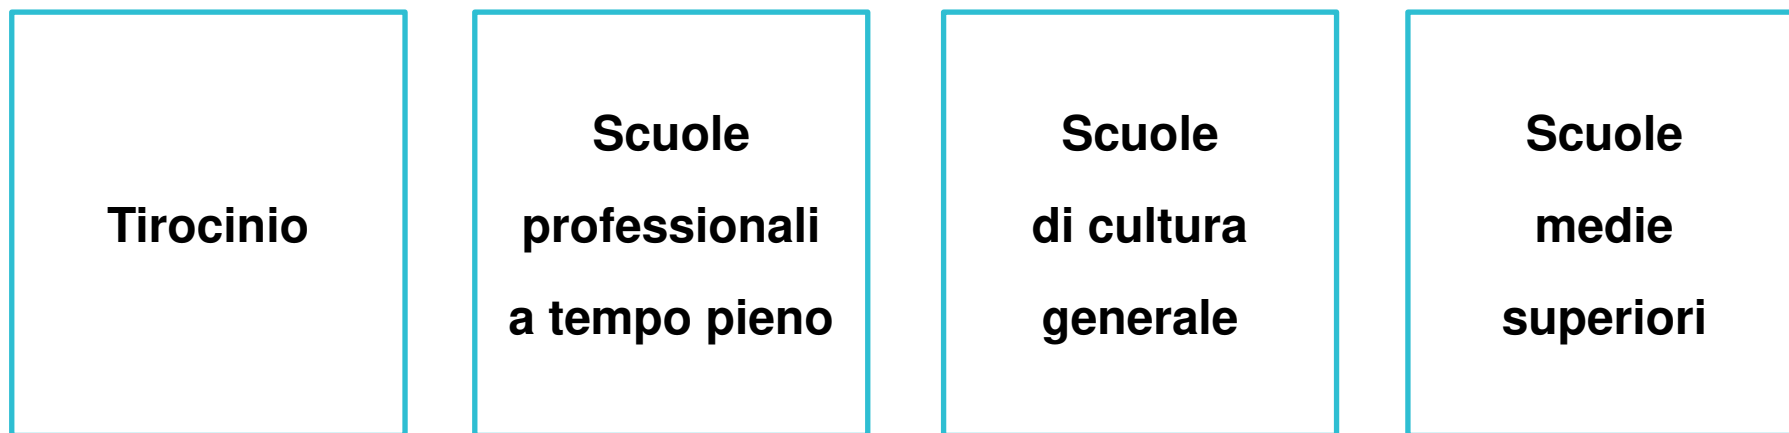 Tirocinio
Scuole
professionali
a tempo pieno
Scuole
di cultura
generale
Scuole
medie
superiori